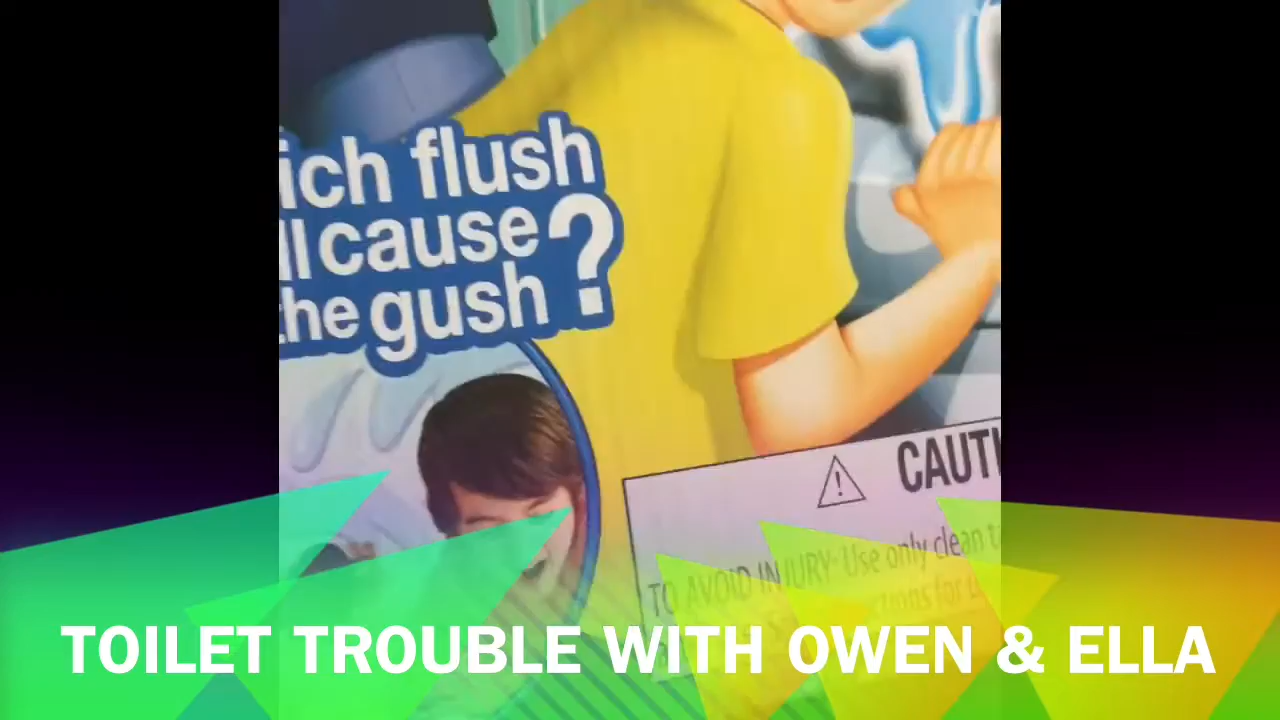 ich flush
ll cause
the gush?
CAUTI
TO AVOID INJURY: Use only clean t
TOILET TROUBLE WITH OWEN & ELLA